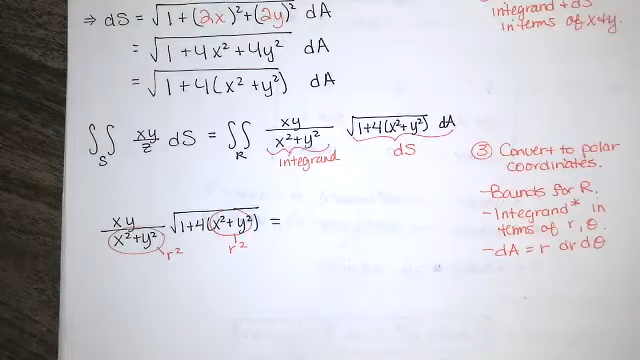 ⇒ dS = √1 + (2x)² + (2y)² dA
= √1 + 4x² + 4y² dA
= √1 + 4(x² + y²) dA
integrand + dS
in terms of x + y.
∬S xy/z dS = ∬R xy/x²+y² √1+4(x²+y²) dA
integrand
dS
③ Convert to polar
coordinates.
- Bounds for R.
- Integrand* in
terms of r, θ.
- dA = r dr dθ
xy/x²+y² √1+4(x²+y²) =
r²
r²